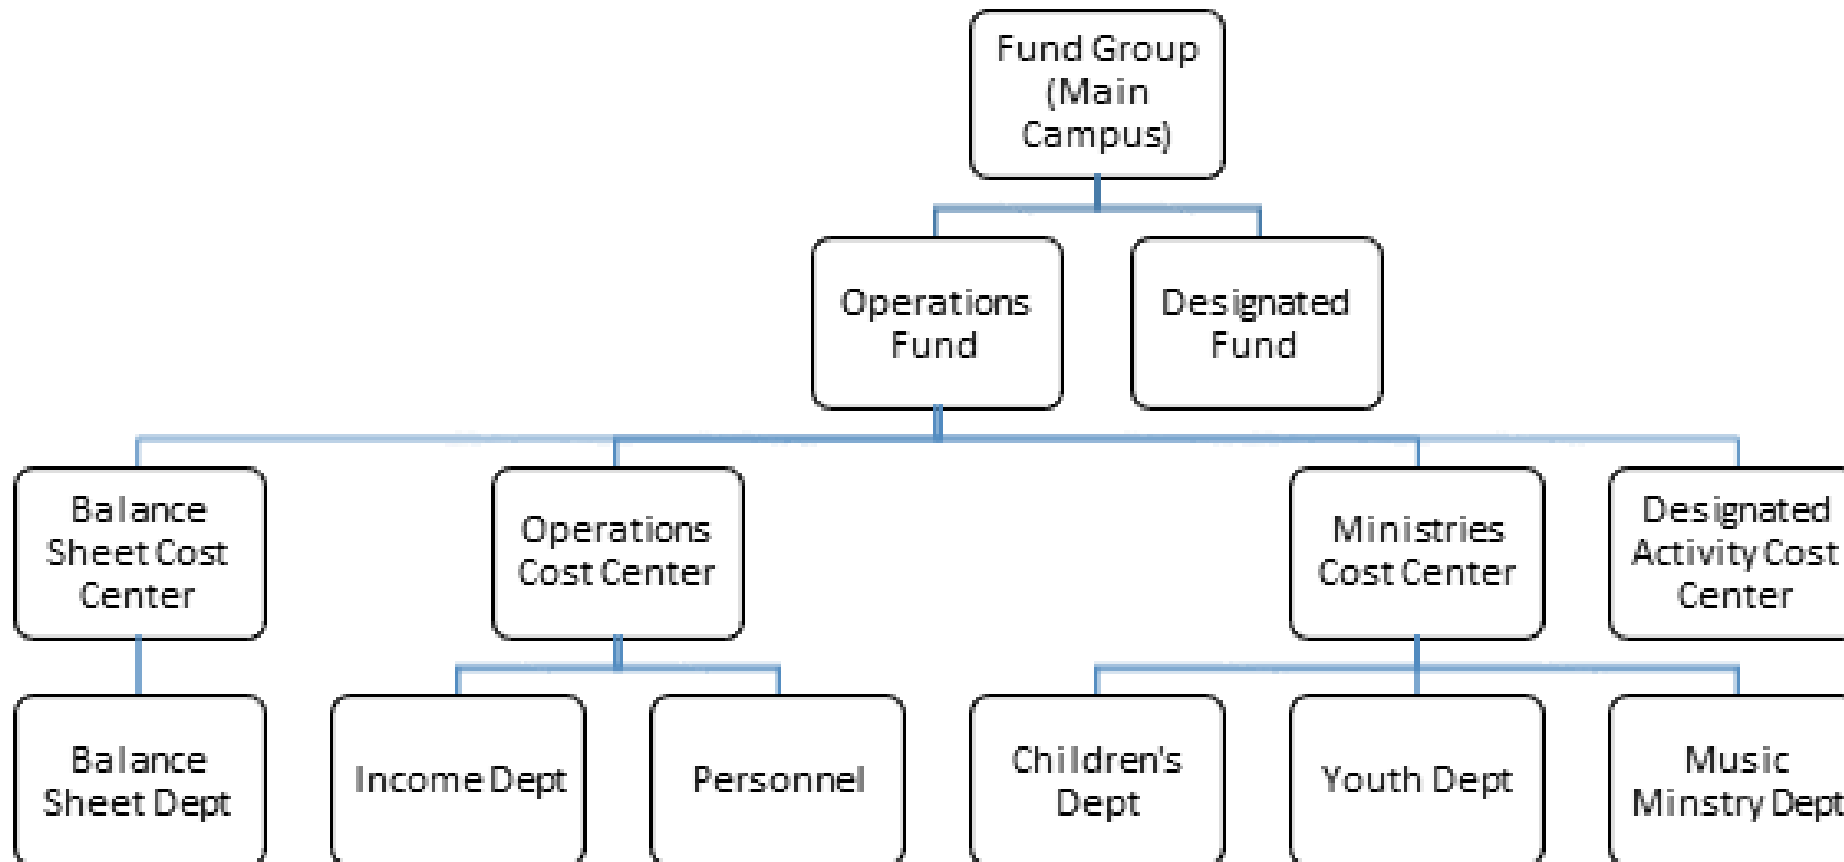 Fund Group
(Main
Campus)
Operations
Fund
Designated
Fund
Balance
Sheet Cost
Center
Operations
Cost Center
Ministries
Cost Center
Designated
Activity Cost
Center
Balance
Sheet Dept
Income Dept
Personnel
Children's
Dept
Youth Dept
Music
Minstry Dept